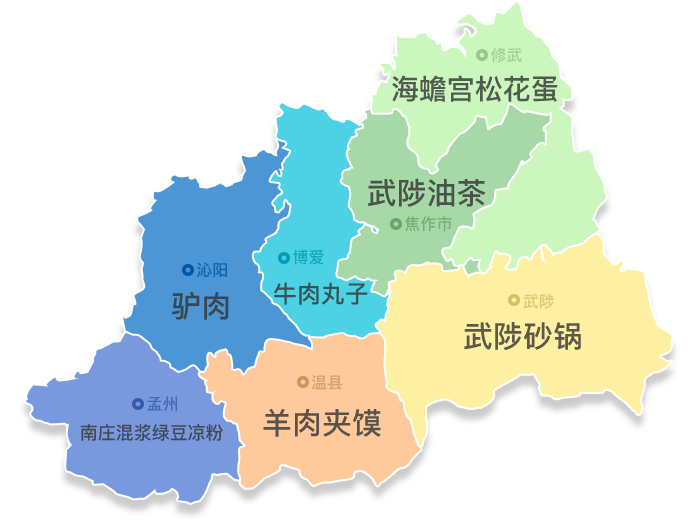 修武
海蟾宫松花蛋
武陟油茶
焦作市
博爱
沁阳
牛肉丸子
驴肉
武陟
武陟砂锅
温县
孟州
羊肉夹馍
南庄混浆绿豆凉粉